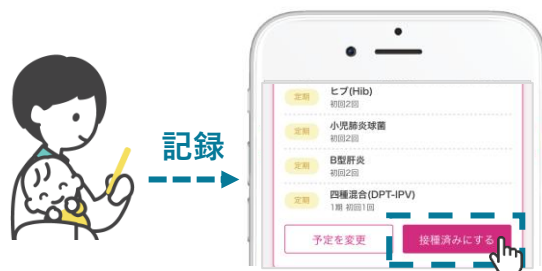 記録
定期
ヒブ(Hib)
初回2回
定期
小児肺炎球菌
初回2回
定期
B型肝炎
初回2回
定期
四種混合(DPT-IPV)
1期 初回1回
予定を変更
接種済みにする